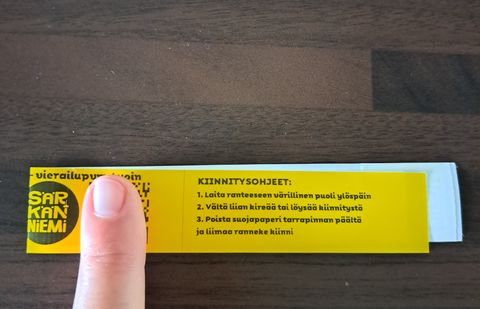 KIINNITYSOHJEET:
1. Laita ranteeseen värillinen puoli ylöspäin
2. Vältä liian kireää tai löysää kiinnitystä
3. Poista suojapaperi tarrapinnan päältä
ja liimaa ranneke kiinni
SÄR
KÄN
NIEMI